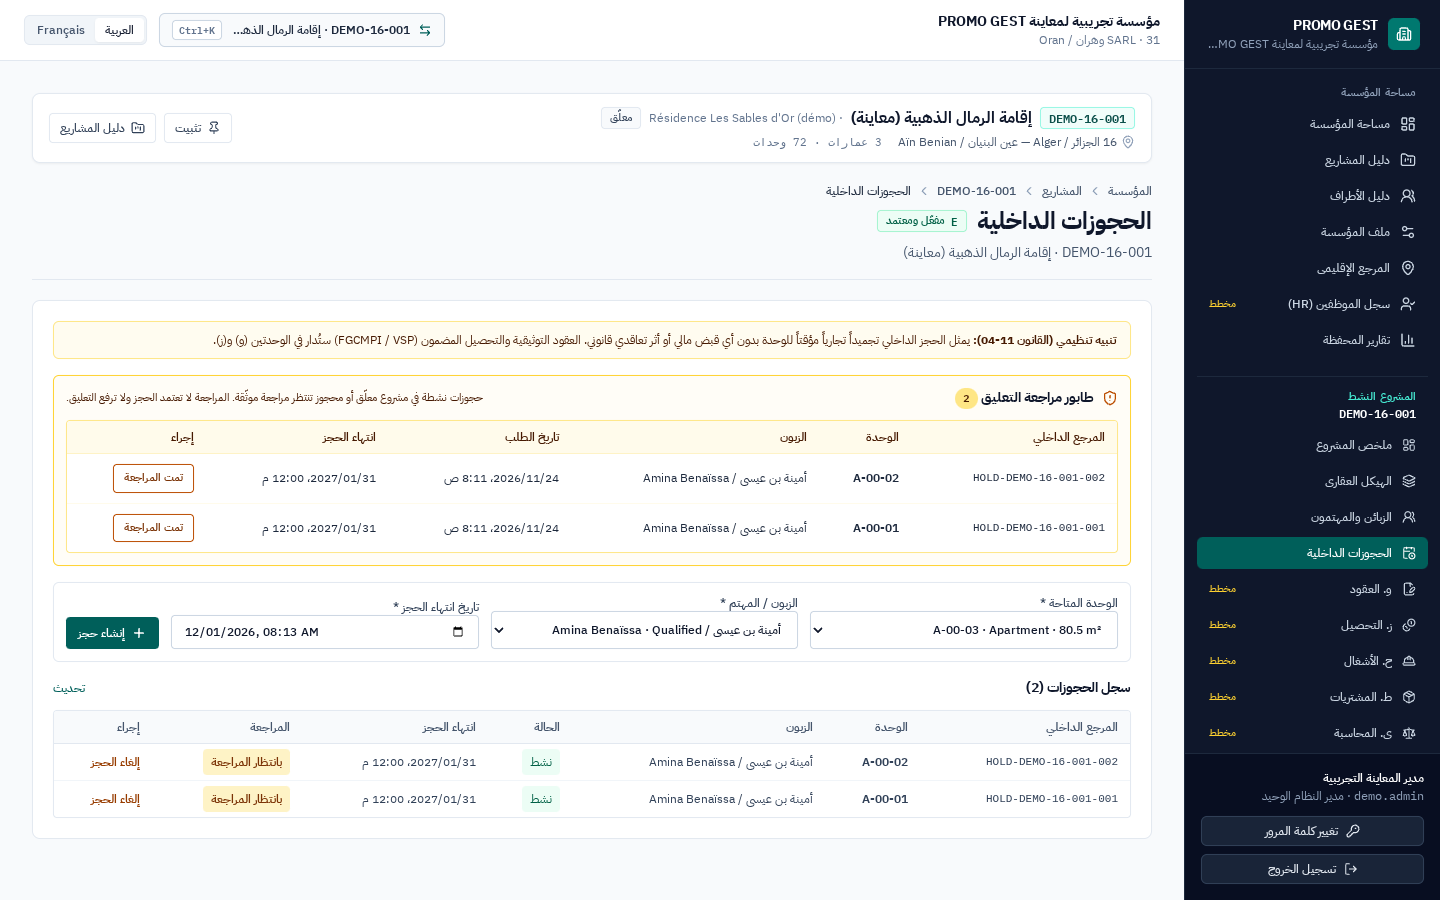 PROMO GEST
مؤسسة تجريبية لمعاينة MO GEST...
مساحة المؤسسة
مساحة المؤسسة
دليل المشاريع
دليل الأطراف
ملف المؤسسة
المرجع الإقليمي
سجل الموظفين (HR) مخطط
تقارير المحفظة
المشروع النشط
DEMO-16-001
ملخص المشروع
الهيكل العقاري
الزبائن والمهتمون
الحجوزات الداخلية
و. العقود مخطط
ز. التحصيل مخطط
ح. الأشغال مخطط
ط. المشتريات مخطط
ي. المحاسبة مخطط
مدير المعاينة التجريبية
demo.admin · مدير النظام الوحيد
تغيير كلمة المرور
تسجيل الخروج
مؤسسة تجريبية لمعاينة PROMO GEST
SARL · 31 وهران / Oran
DEMO-16-001 · إقامة الرمال الذهـ... Ctrl+K
العربية Français
DEMO-16-001 إقامة الرمال الذهبية (معاينة) · Résidence Les Sables d'Or (démo) معلّق
16 الجزائر / Alger — عين البنيان / Aïn Benian 3 عمارات · 72 وحدات
تثبيت دليل المشاريع
المؤسسة المشاريع DEMO-16-001 الحجوزات الداخلية
الحجوزات الداخلية E مفعّل ومعتمد
DEMO-16-001 · إقامة الرمال الذهبية (معاينة)
تنبيه تنظيمي (القانون 11-04): يمثل الحجز الداخلي تجميداً تجارياً مؤقتاً للوحدة بدون أي قبض مالي أو أثر تعاقدي قانوني. العقود التوثيقية والتحصيل المضمون (FGCMPI / VSP) ستُدار في الوحدتين (و) و(ز).
طابور مراجعة التعليق 2
حجوزات نشطة في مشروع معلّق أو محجوز تنتظر مراجعة موثّقة. المراجعة لا تعتمد الحجز ولا ترفع التعليق.
المرجع الداخلي الوحدة الزبون تاريخ الطلب انتهاء الحجز إجراء
HOLD-DEMO-16-001-002 A-00-02 أمينة بن عيسى / Amina Benaïssa 2026/11/24، 8:11 ص 2027/01/31، 12:00 م تمت المراجعة
HOLD-DEMO-16-001-001 A-00-01 أمينة بن عيسى / Amina Benaïssa 2026/11/24، 8:11 ص 2027/01/31، 12:00 م تمت المراجعة
الوحدة المتاحة * الزبون / المهتم * تاريخ انتهاء الحجز *
A-00-03 · Apartment · 80.5 m² أمينة بن عيسى / Amina Benaïssa · Qualified 12/01/2026, 08:13 AM إنشاء حجز
سجل الحجوزات (2) تحديث
المرجع الداخلي الوحدة الزبون الحالة انتهاء الحجز المراجعة إجراء
HOLD-DEMO-16-001-002 A-00-02 أمينة بن عيسى / Amina Benaïssa نشط 2027/01/31، 12:00 م بانتظار المراجعة إلغاء الحجز
HOLD-DEMO-16-001-001 A-00-01 أمينة بن عيسى / Amina Benaïssa نشط 2027/01/31، 12:00 م بانتظار المراجعة إلغاء الحجز